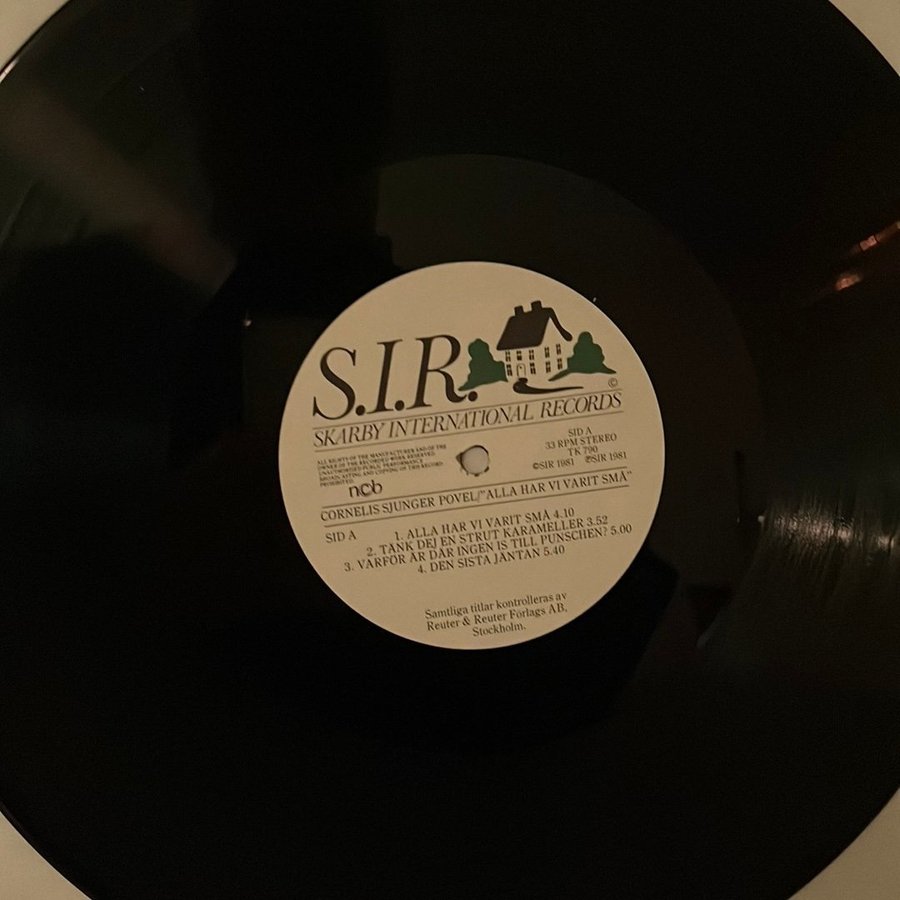 S.I.R.
©
SKARBY INTERNATIONAL RECORDS
ALL RIGHTS OF THE MANUFACTURER AND OF THE
OWNER OF THE RECORDED WORK RESERVED.
UNAUTHORISED PUBLIC PERFORMANCE
BROADCASTING AND COPYING OF THIS RECORD
PROHIBITED.
ncb
SID A
33 RPM STEREO
TK 790
©SIR 1981 ℗SIR 1981
CORNELIS SJUNGER POVEL/"ALLA HAR VI VARIT SMÅ"
SID A
1. ALLA HAR VI VARIT SMÅ 4.10
2. TÄNK DEJ EN STRUT KARAMELLER 3.52
3. VARFÖR ÄR DÄR INGEN IS TILL PUNSCHEN? 5.00
4. DEN SISTA JÄNTAN 5.40
Samtliga titlar kontrolleras av
Reuter & Reuter Förlags AB,
Stockholm.